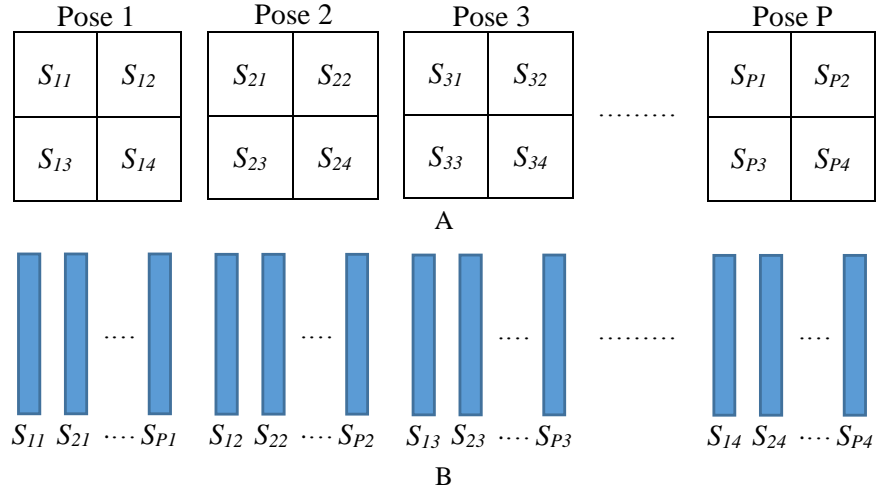 Pose 1 Pose 2 Pose 3 Pose P
S11 S12 S21 S22 S31 S32 SP1 SP2
.........
S13 S14 S23 S24 S33 S34 SP3 SP4
A
.... .... .... ......... ....
S11 S21 .... SP1 S12 S22 .... SP2 S13 S23 .... SP3 S14 S24 .... SP4
B